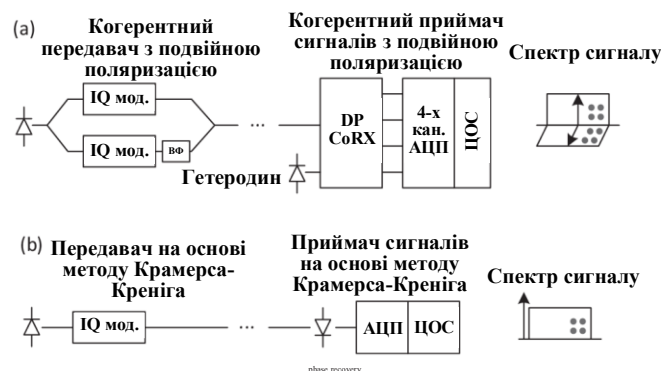 (a)
Когерентний
передавач з подвійною
поляризацією
Когерентний приймач
сигналів з подвійною
поляризацією
Спектр сигналу
IQ мод.
IQ мод.
ВФ
...
Гетеродин
DP
CoRX
4-х
кан.
АЦП
ЦОС
(b)
Передавач на основі
методу Крамерса-
Креніга
Приймач сигналів
на основі методу
Крамерса-Креніга
Спектр сигналу
IQ мод.
...
АЦП
ЦОС
phase recovery